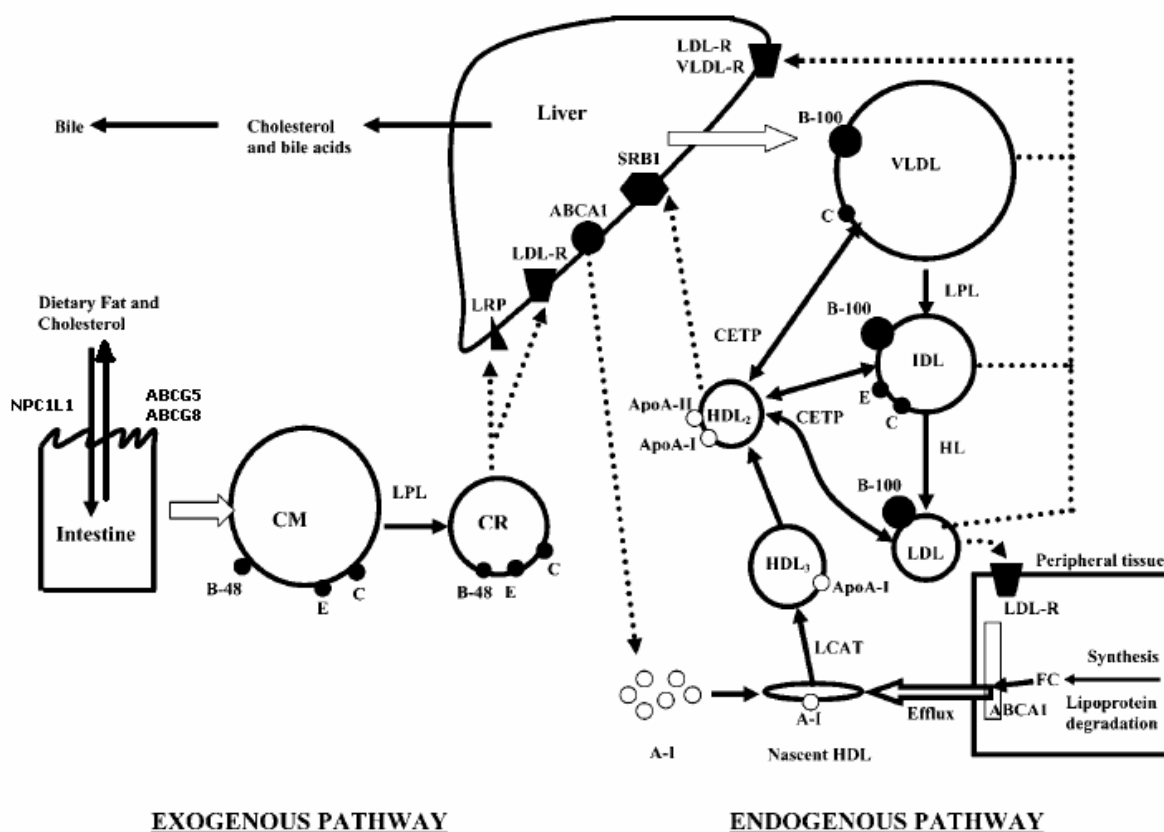 LDL-R
VLDL-R
Liver
Bile
Cholesterol
and bile acids
SRB1
ABCA1
LDL-R
LRP
B-100
VLDL
C
LPL
CETP
B-100
IDL
E
C
Dietary Fat and
Cholesterol
NPC1L1
ABCG5
ABCG8
ApoA-II
HDL₂
ApoA-I
CETP
HL
B-100
LDL
Intestine
CM
LPL
CR
B-48
E
C
B-48
E
C
HDL₃
ApoA-I
Peripheral tissue
LDL-R
LCAT
Synthesis
FC
Lipoprotein
degradation
ABCA1
Efflux
A-I
A-I
Nascent HDL
EXOGENOUS PATHWAY
ENDOGENOUS PATHWAY